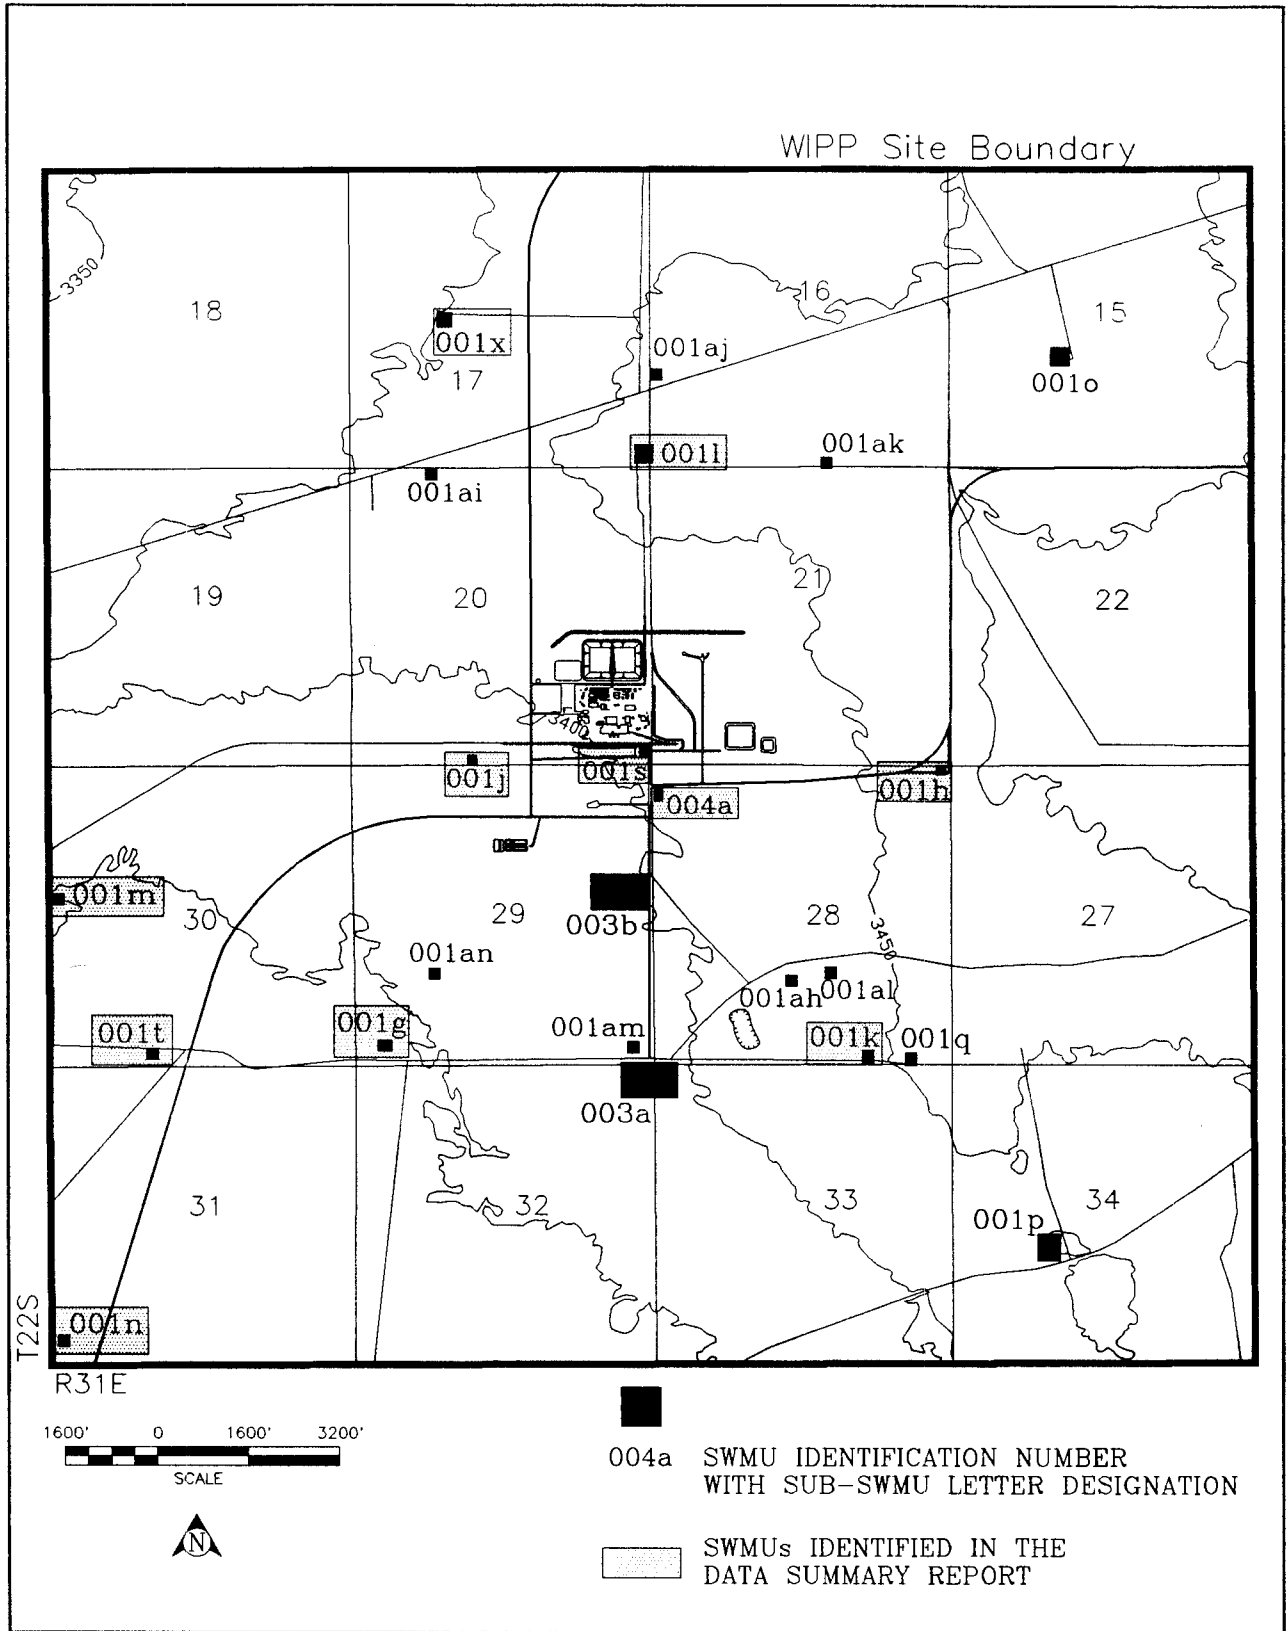 WIPP Site Boundary
3350
18
16
15
001x
17
001aj
001o
001l
001ak
001ai
19
20
21
22
3400
001j
001s
004a
001h
001m
30
29
28
27
003b
3450
001an
001ah
001al
001t
001g
001am
001k
001q
003a
31
32
33
34
001p
T22S
001n
R31E
1600' 0 1600' 3200'
SCALE
N
004a SWMU IDENTIFICATION NUMBER
WITH SUB-SWMU LETTER DESIGNATION
SWMUs IDENTIFIED IN THE
DATA SUMMARY REPORT